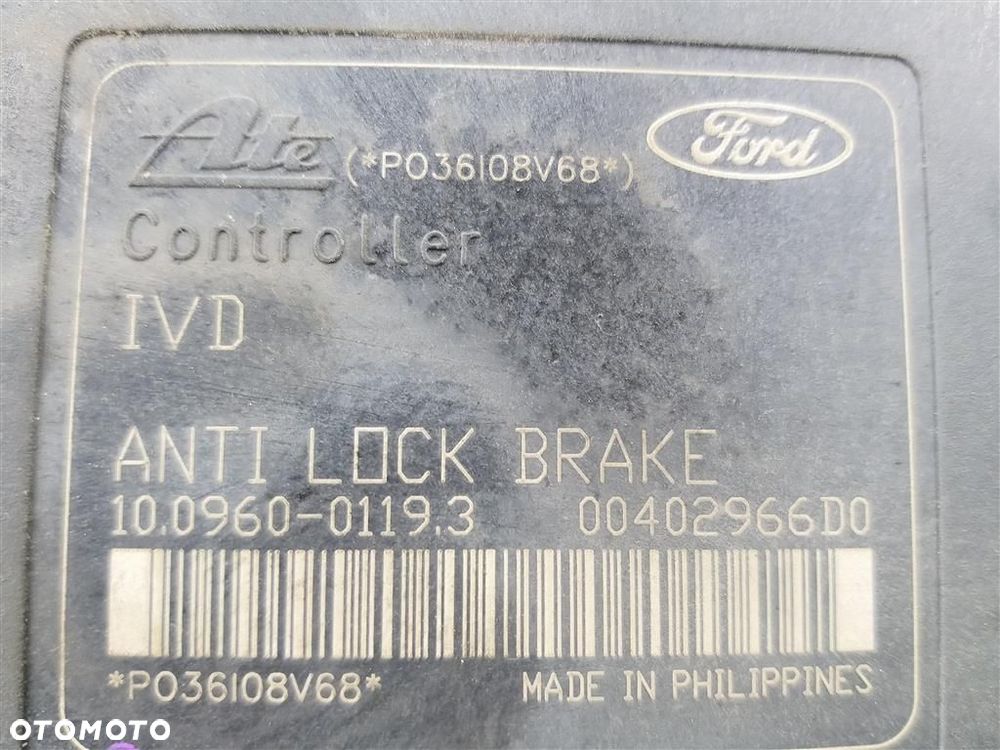 Ate (*P036108V68*) Ford
Controller
IVD
ANTI LOCK BRAKE
10.0960-0119.3 00402966D0
*P036108V68* MADE IN PHILIPPINES
OTOMOTO